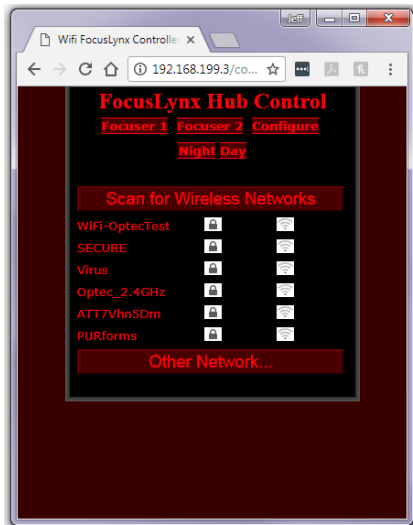 Jeff
Wifi FocusLynx Controlle
192.168.199.3/co...
FocusLynx Hub Control
Focuser 1 Focuser 2 Configure
Night Day
Scan for Wireless Networks
WiFi-OptecTest
SECURE
Virus
Optec_2.4GHz
ATT7Vhn5Dm
PURforms
Other Network...